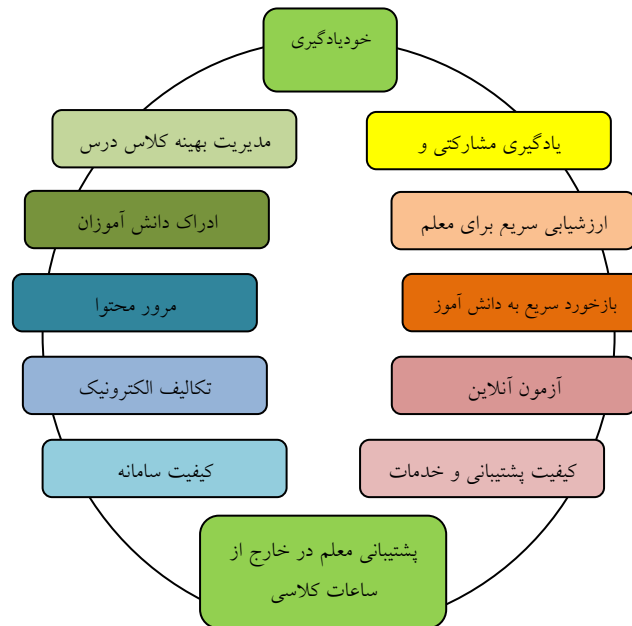 خودیادگیری
یادگیری مشارکتی و
مدیریت بهینه کلاس درس
ارزشیابی سریع برای معلم
ادراک دانش آموزان
بازخورد سریع به دانش آموز
مرور محتوا
آزمون آنلاین
تکالیف الکترونیک
کیفیت پشتیبانی و خدمات
کیفیت سامانه
پشتیبانی معلم در خارج از
ساعات کلاسی